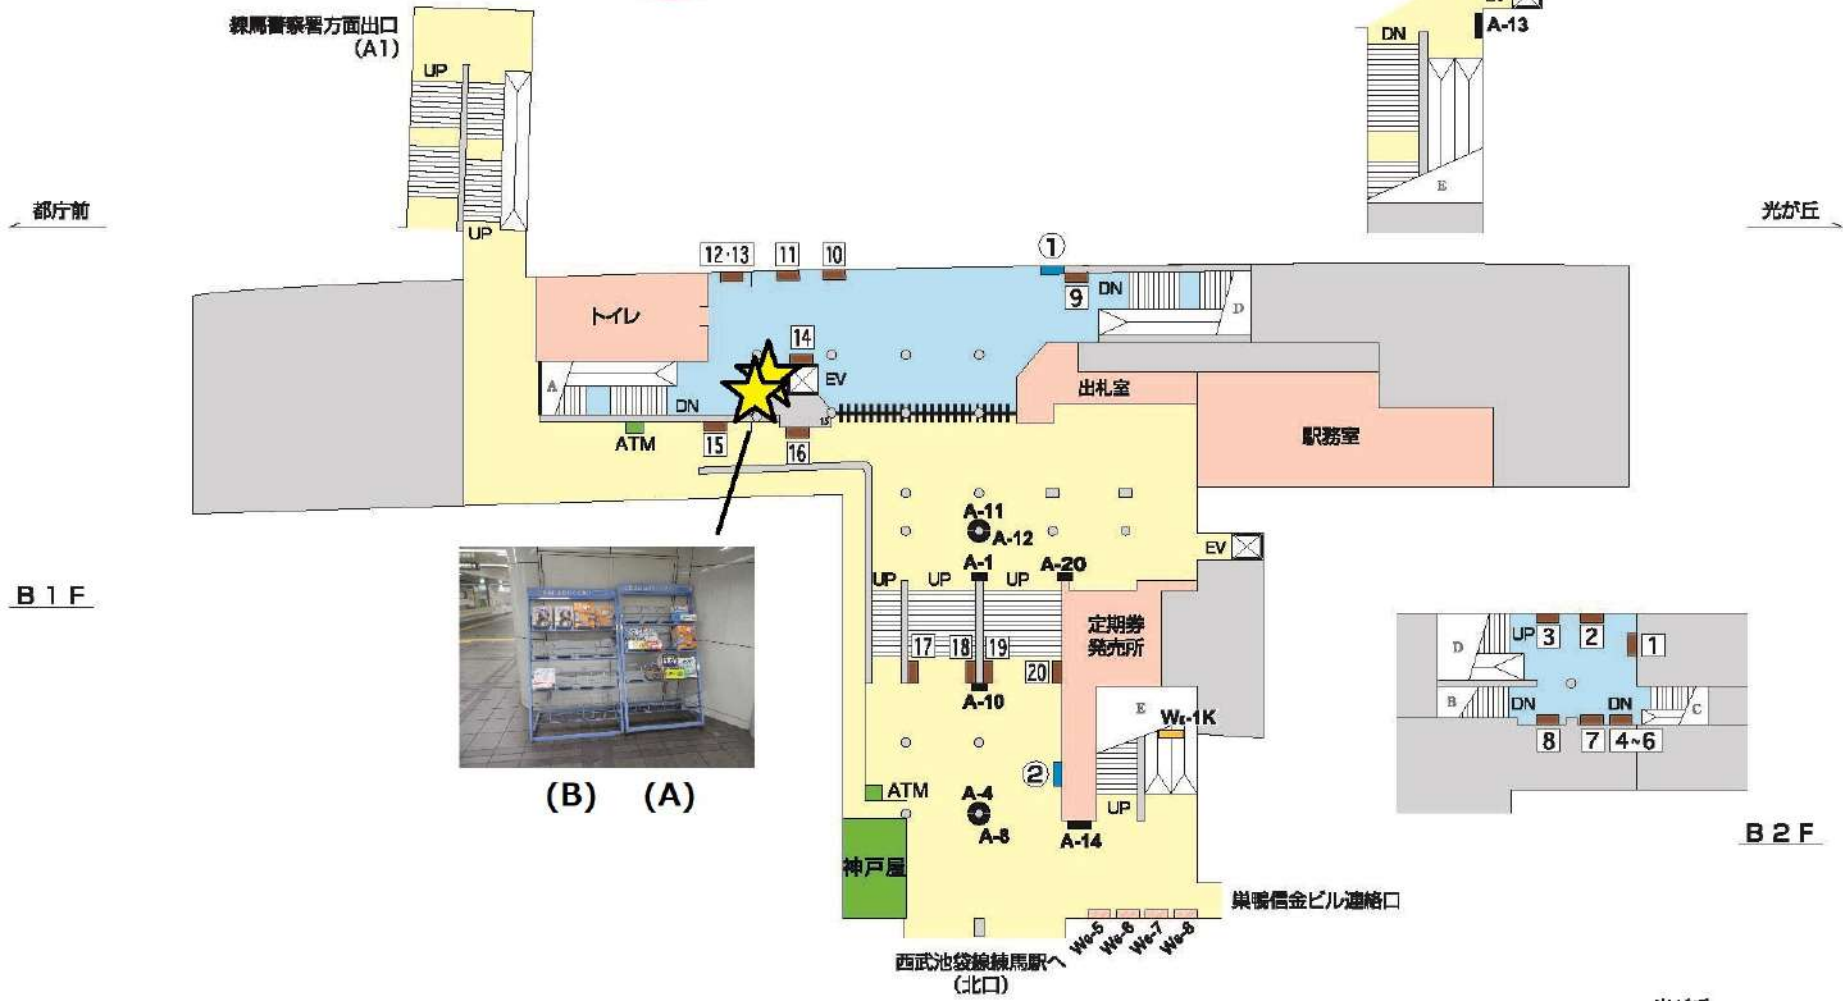 練馬警察署方面出口
(A1)
UP
UP
DN
A-13
E
都庁前
光が丘
12・13
11
10
①
9
DN
D
トイレ
14
EV
A
DN
出札室
駅務室
ATM
15
16
A-11
A-12
EV
A-1
A-20
UP
UP
UP
B1F
定期券
発売所
17
18
19
20
A-10
E
②
ATM
A-4
A-8
UP
A-14
(B)
(A)
神戸屋
巣鴨信金ビル連絡口
西武池袋線練馬駅へ
(北口)
D
UP
3
2
1
B
DN
DN
C
8
7
4~6
B2F